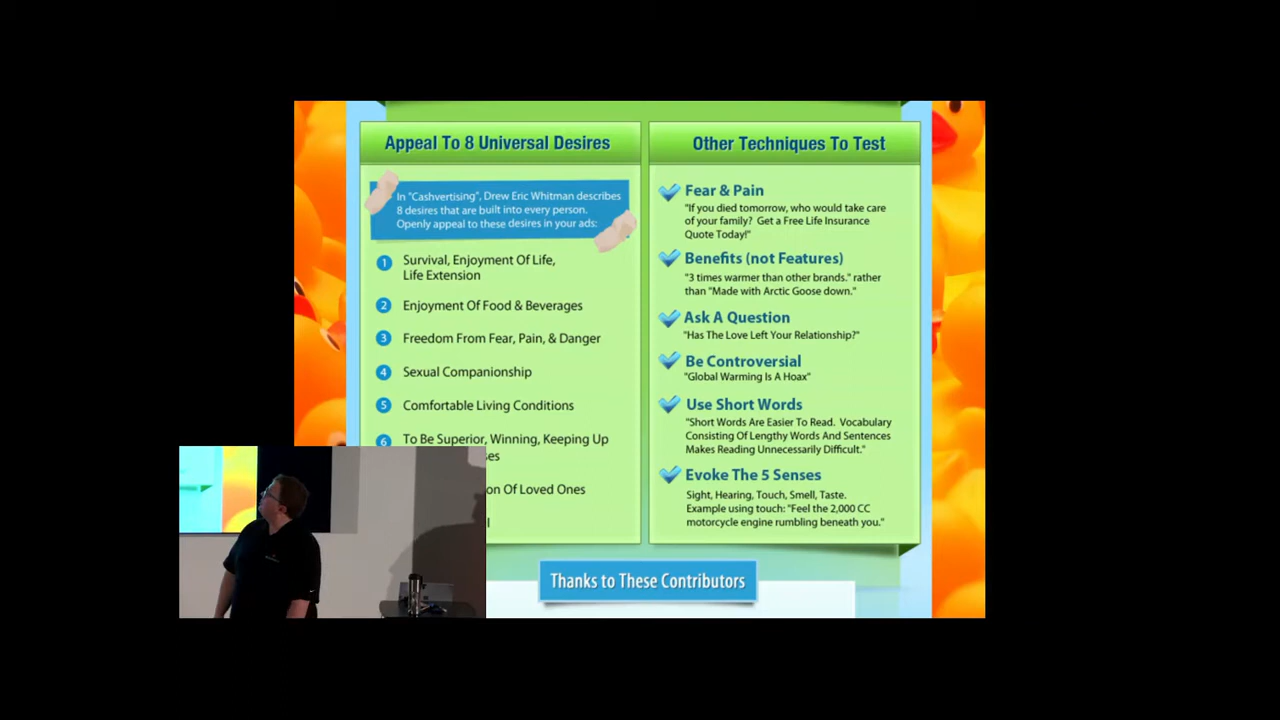 Appeal To 8 Universal Desires
In "Cashvertising", Drew Eric Whitman describes
8 desires that are built into every person.
Openly appeal to these desires in your ads:
1 Survival, Enjoyment Of Life,
Life Extension
2 Enjoyment Of Food & Beverages
3 Freedom From Fear, Pain, & Danger
4 Sexual Companionship
5 Comfortable Living Conditions
6 To Be Superior, Winning, Keeping Up
Of Loved Ones
Other Techniques To Test
Fear & Pain
"If you died tomorrow, who would take care
of your family? Get a Free Life Insurance
Quote Today!"
Benefits (not Features)
"3 times warmer than other brands." rather
than "Made with Arctic Goose down."
Ask A Question
"Has The Love Left Your Relationship?"
Be Controversial
"Global Warming Is A Hoax"
Use Short Words
"Short Words Are Easier To Read. Vocabulary
Consisting Of Lengthy Words And Sentences
Makes Reading Unnecessarily Difficult."
Evoke The 5 Senses
Sight, Hearing, Touch, Smell, Taste.
Example using touch: "Feel the 2,000 CC
motorcycle engine rumbling beneath you."
Thanks to These Contributors